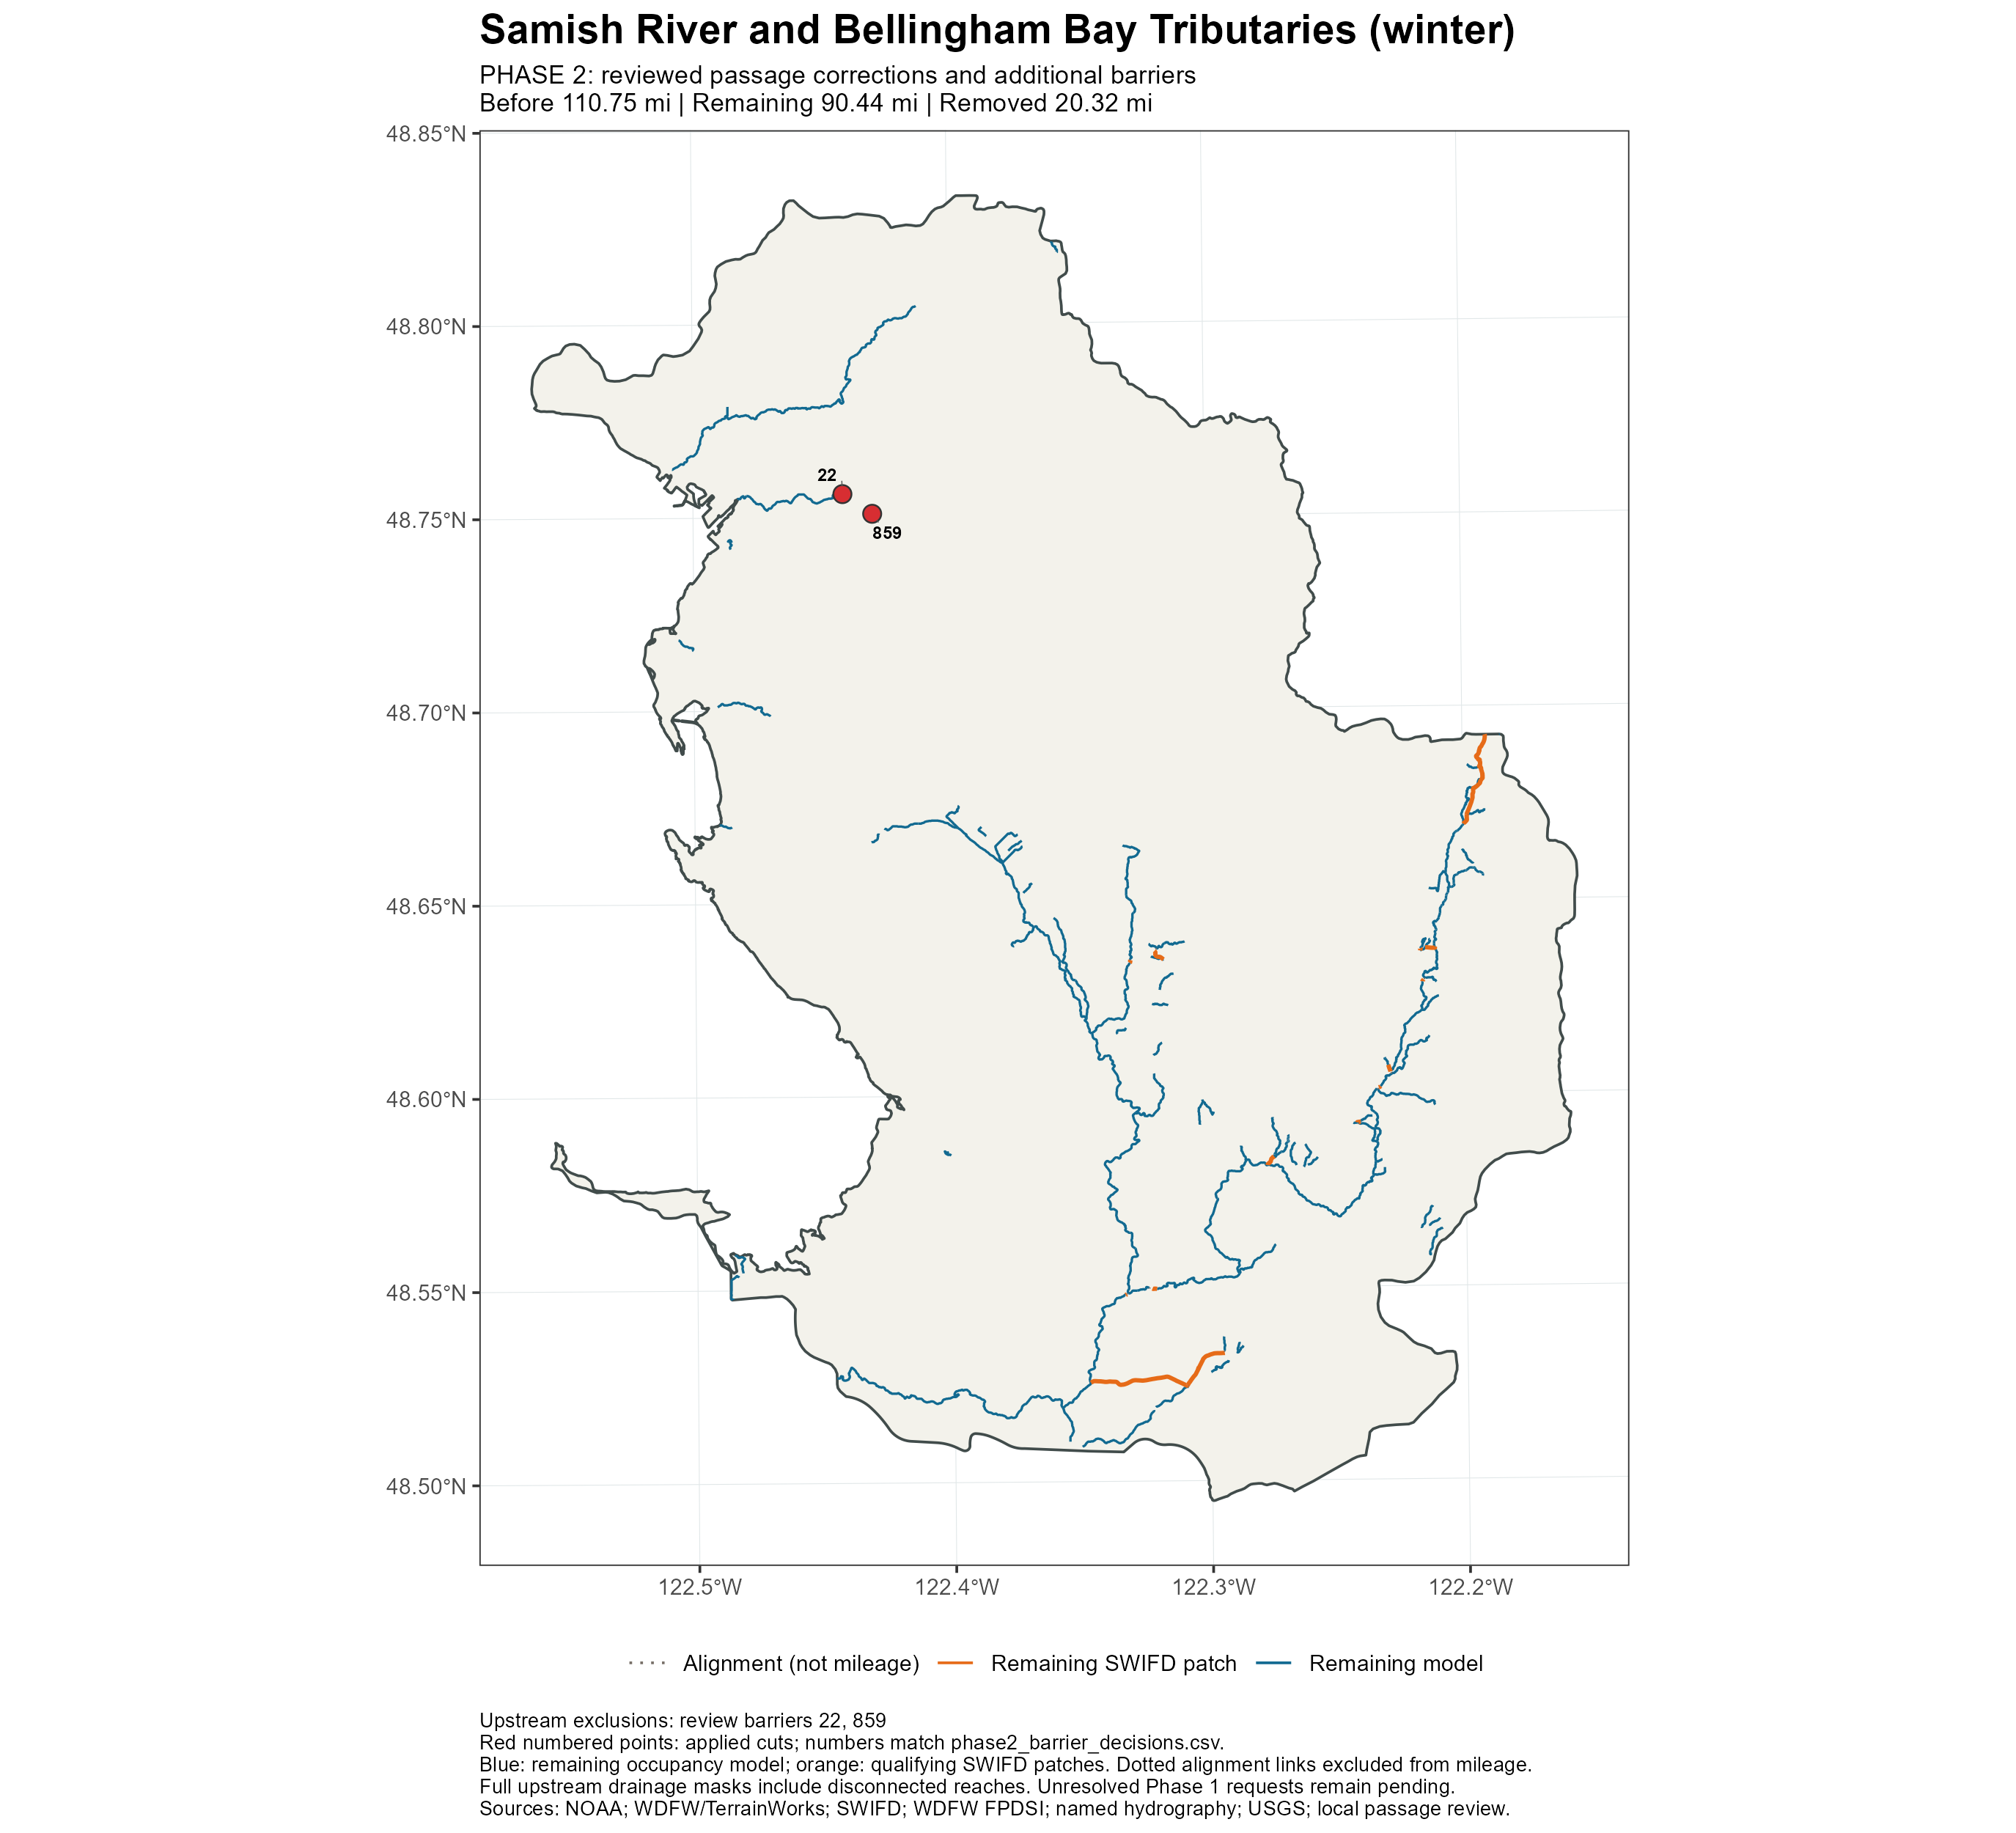 Samish River and Bellingham Bay Tributaries (winter)
PHASE 2: reviewed passage corrections and additional barriers
Before 110.75 mi | Remaining 90.44 mi | Removed 20.32 mi
48.85°N
48.80°N
22
48.75°N
859
48.70°N
48.65°N
48.60°N
48.55°N
48.50°N
122.5°W 122.4°W 122.3°W 122.2°W
Alignment (not mileage) Remaining SWIFD patch Remaining model
Upstream exclusions: review barriers 22, 859
Red numbered points: applied cuts; numbers match phase2_barrier_decisions.csv.
Blue: remaining occupancy model; orange: qualifying SWIFD patches. Dotted alignment links excluded from mileage.
Full upstream drainage masks include disconnected reaches. Unresolved Phase 1 requests remain pending.
Sources: NOAA; WDFW/TerrainWorks; SWIFD; WDFW FPDSI; named hydrography; USGS; local passage review.